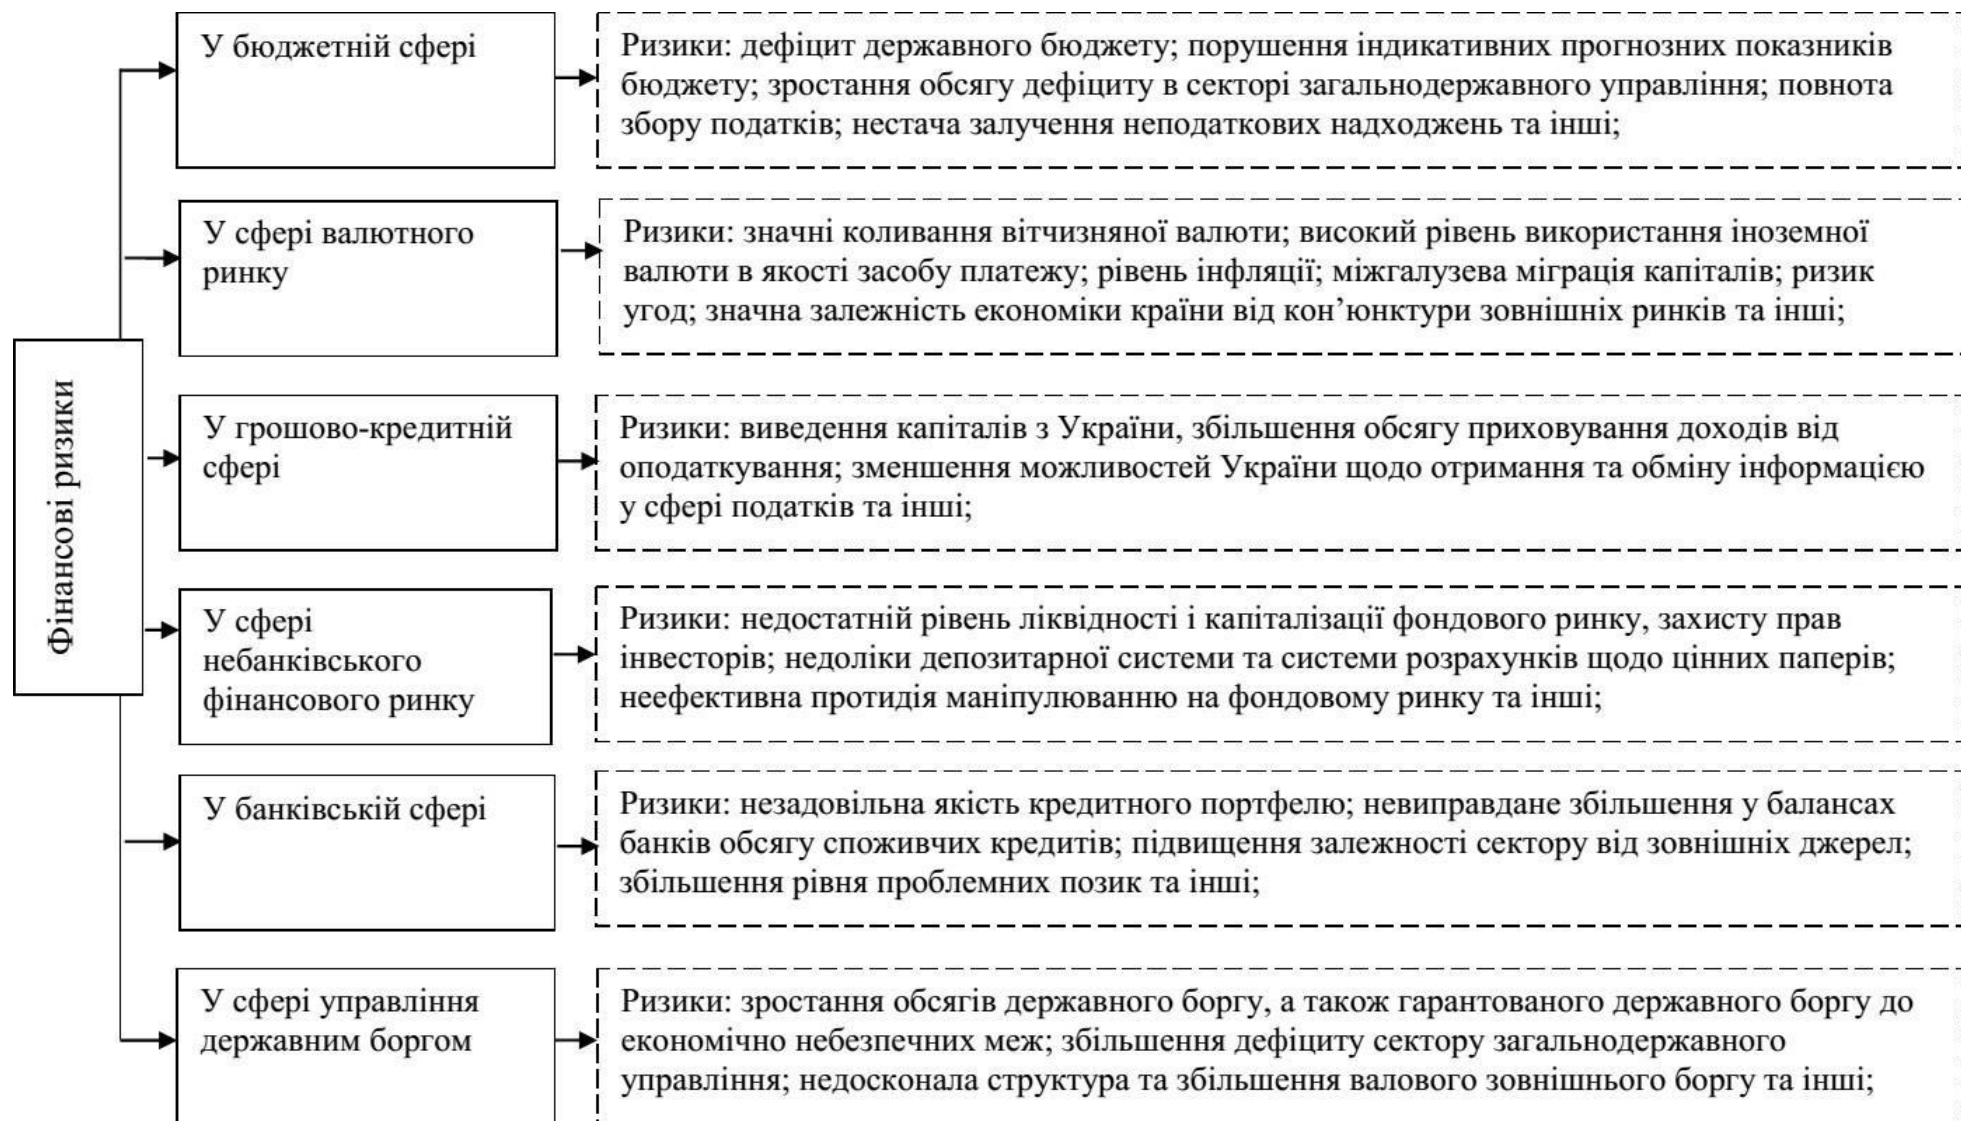 Фінансові ризики
У бюджетній сфері
Ризики: дефіцит державного бюджету; порушення індикативних прогнозних показників
бюджету; зростання обсягу дефіциту в секторі загальнодержавного управління; повнота
збору податків; нестача залучення неподаткових надходжень та інші;
У сфері валютного
ринку
Ризики: значні коливання вітчизняної валюти; високий рівень використання іноземної
валюти в якості засобу платежу; рівень інфляції; міжгалузева міграція капіталів; ризик
угод; значна залежність економіки країни від кон’юнктури зовнішніх ринків та інші;
У грошово-кредитній
сфері
Ризики: виведення капіталів з України, збільшення обсягу приховування доходів від
оподаткування; зменшення можливостей України щодо отримання та обміну інформацією
у сфері податків та інші;
У сфері
небанківського
фінансового ринку
Ризики: недостатній рівень ліквідності і капіталізації фондового ринку, захисту прав
інвесторів; недоліки депозитарної системи та системи розрахунків щодо цінних паперів;
неефективна протидія маніпулюванню на фондовому ринку та інші;
У банківській сфері
Ризики: незадовільна якість кредитного портфелю; невиправдане збільшення у балансах
банків обсягу споживчих кредитів; підвищення залежності сектору від зовнішніх джерел;
збільшення рівня проблемних позик та інші;
У сфері управління
державним боргом
Ризики: зростання обсягів державного боргу, а також гарантованого державного боргу до
економічно небезпечних меж; збільшення дефіциту сектору загальнодержавного
управління; недосконала структура та збільшення валового зовнішнього боргу та інші;